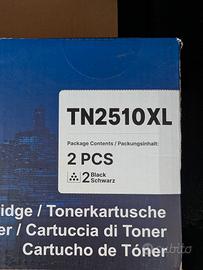 TN2510XL
Package Contents / Packungsinhalt:
2 PCS
2 Black
Schwarz
idge / Tonerkartusche
er / Cartuccia di Toner
Cartucho de Tóner
subito